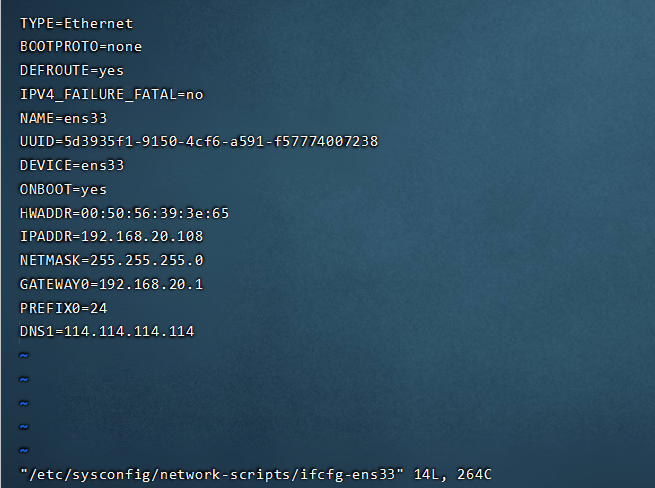 TYPE=Ethernet
BOOTPROTO=none
DEFROUTE=yes
IPV4_FAILURE_FATAL=no
NAME=ens33
UUID=5d3935f1-9150-4cf6-a591-f57774007238
DEVICE=ens33
ONBOOT=yes
HWADDR=00:50:56:39:3e:65
IPADDR=192.168.20.108
NETMASK=255.255.255.0
GATEWAY0=192.168.20.1
PREFIX0=24
DNS1=114.114.114.114
~
~
~
~
~
"/etc/sysconfig/network-scripts/ifcfg-ens33" 14L, 264C